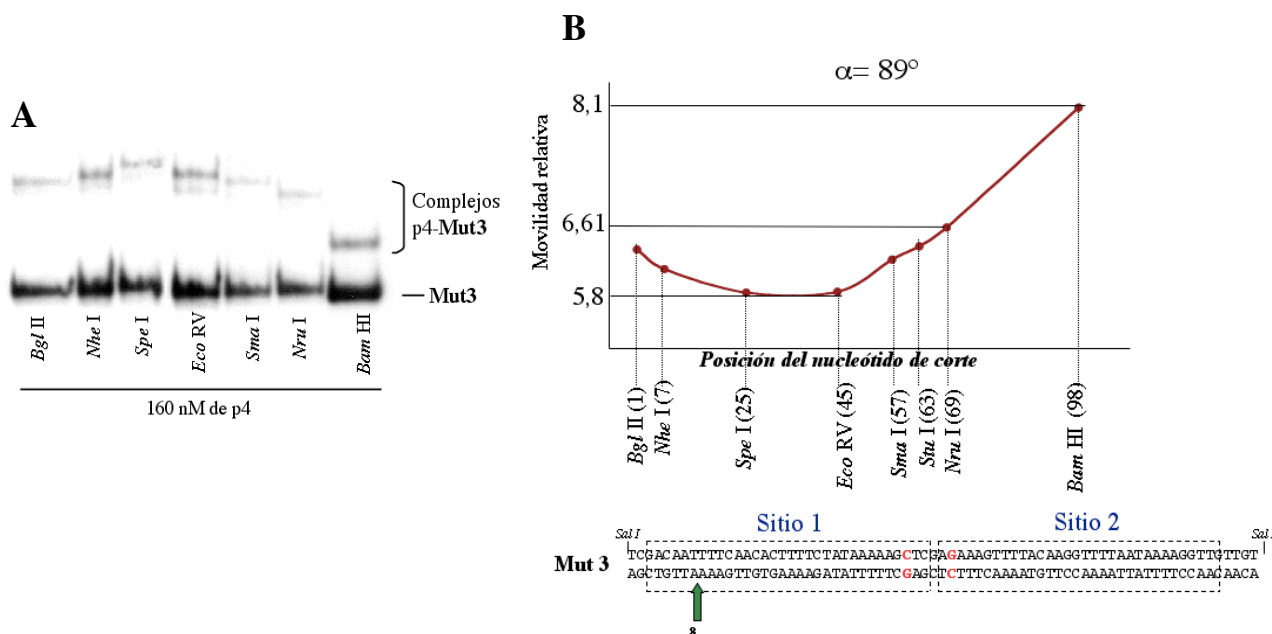 A
Complejos
p4-Mut3
Mut3
Bgl II
Nhe I
Spe I
Eco RV
Sma I
Nru I
Bam HI
160 nM de p4
B
α= 89º
Movilidad relativa
8,1
6,61
5,8
Posición del nucleótido de corte
Bgl II (1)
Nhe I (7)
Spe I (25)
Eco RV (45)
Sma I (57)
Stu I (63)
Nru I (69)
Bam HI (98)
Sitio 1 Sitio 2
Sal I Sal
Mut 3
TCGACAATTTTCAACACTTTTCTATAAAAAGCTCGAGAAAGTTTTACAAGGTTTTAATAAAAGGTTGTTGT
AGCTGTTAAAAGTTGTGAAAAGATATTTTTCGAGCTCTTTCAAAATGTTCCAAAATTATTTTCCAACAACA
8